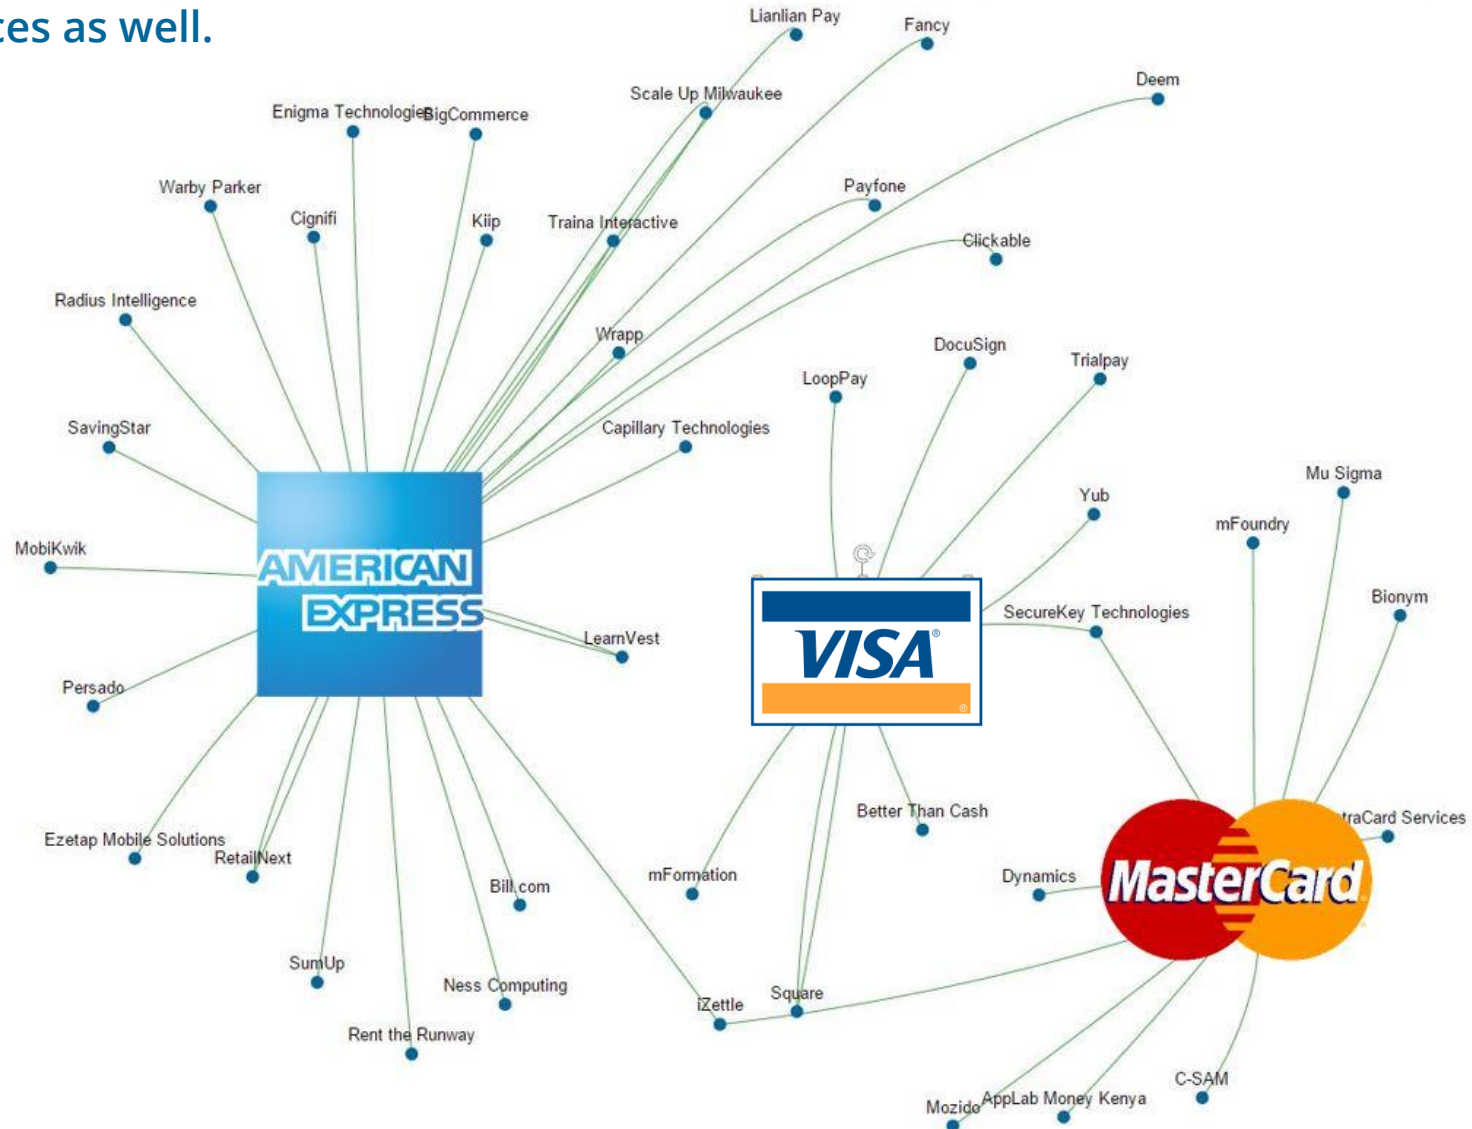 ces as well.
Lianlian Pay
Fancy
Deem
Scale Up Milwaukee
Enigma Technologies
BigCommerce
Warby Parker
Cignifi
Kiip
Traina Interactive
Payfone
Clickable
Radius Intelligence
Wrapp
DocuSign
Trialpay
LoopPay
SavingStar
Capillary Technologies
Mu Sigma
Yub
mFoundry
MobiKwik
AMERICAN
EXPRESS
Bionym
SecureKey Technologies
VISA®
®
LearnVest
Persado
Better Than Cash
traCard Services
Ezetap Mobile Solutions
RetailNext
mFormation
Dynamics
MasterCard
Bill.com
SumUp
Ness Computing
iZettle
Square
Rent the Runway
C-SAM
Mozido
AppLab Money Kenya